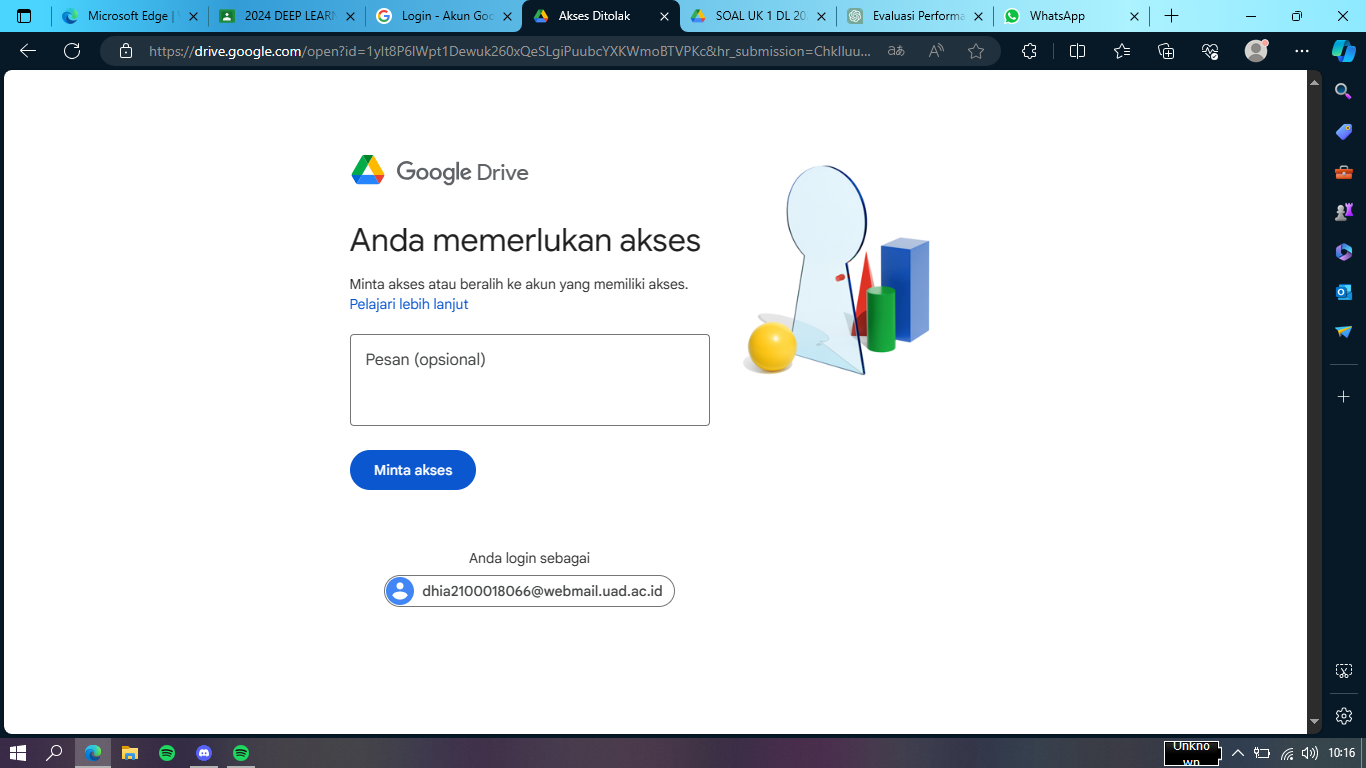 Microsoft Edge |
2024 DEEP LEARN
Login - Akun Goo
Akses Ditolak
SOAL UK 1 DL 20
Evaluasi Performa
WhatsApp
https://drive.google.com/open?id=1yIt8P6IWpt1Dewuk260xQeSLgiPuubcYXKWmoBTVPKc&hr_submission=ChkIluu...
Google Drive
Anda memerlukan akses
Minta akses atau beralih ke akun yang memiliki akses.
Pelajari lebih lanjut
Pesan (opsional)
Minta akses
Anda login sebagai
dhia2100018066@webmail.uad.ac.id
Unkno
wn
10:16